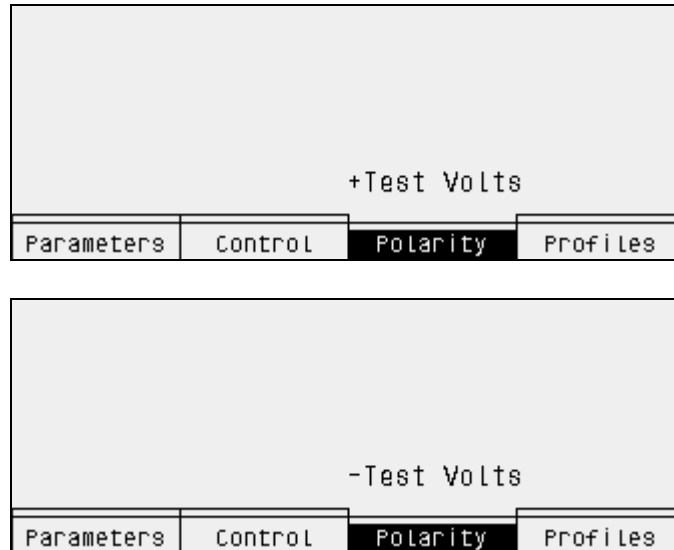 +Test Volts
Parameters Control Polarity Profiles
-Test Volts
Parameters Control Polarity Profiles